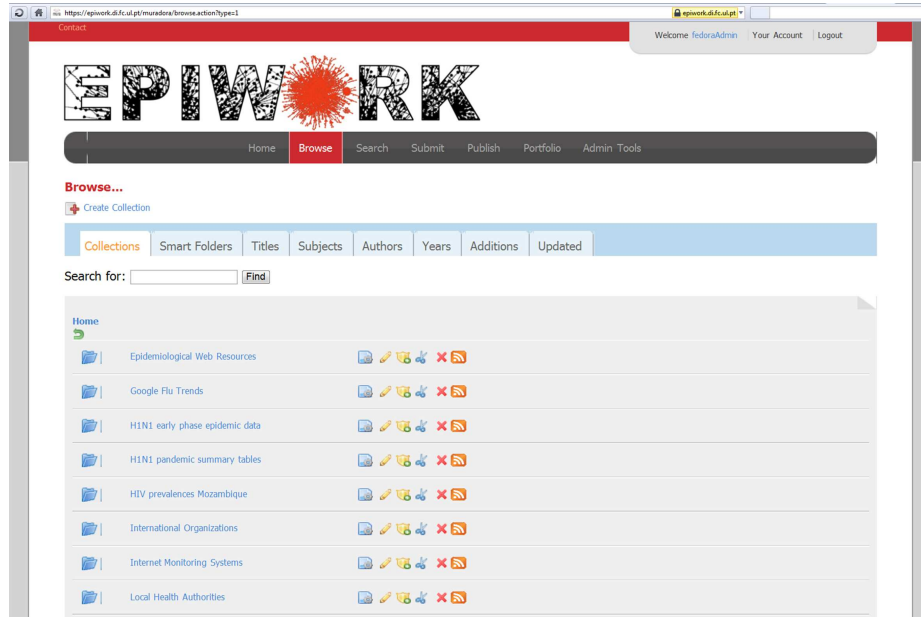 https://epiwork.di.fc.ul.pt/muradora/browse.action?type=1
epiwork.di.fc.ul.pt
Contact
Welcome fedoraAdmin | Your Account | Logout
EPIWORK
Home Browse Search Submit Publish Portfolio Admin Tools
Browse...
Create Collection
Collections Smart Folders Titles Subjects Authors Years Additions Updated
Search for: Find
Home
Epidemiological Web Resources
Google Flu Trends
H1N1 early phase epidemic data
H1N1 pandemic summary tables
HIV prevalences Mozambique
International Organizations
Internet Monitoring Systems
Local Health Authorities